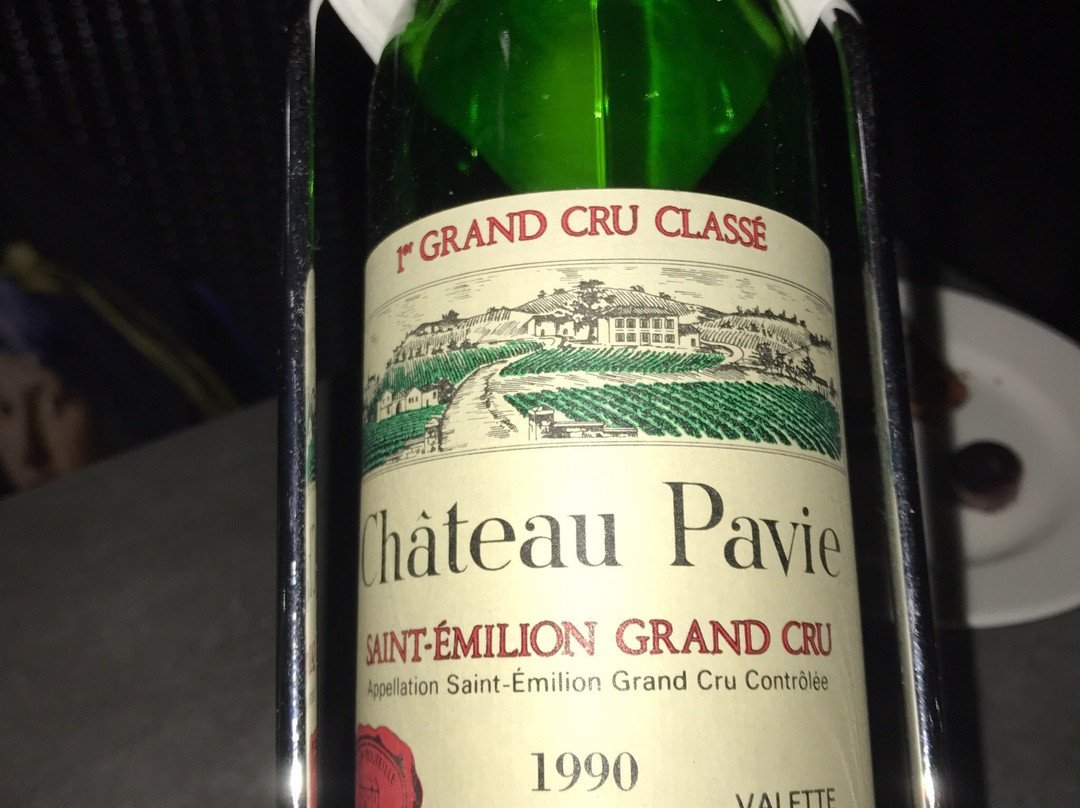 1er GRAND CRU CLASSÉ
Château Pavie
SAINT-ÉMILION GRAND CRU
Appellation Saint-Émilion Grand Cru Contrôlée
1990
VALETTE